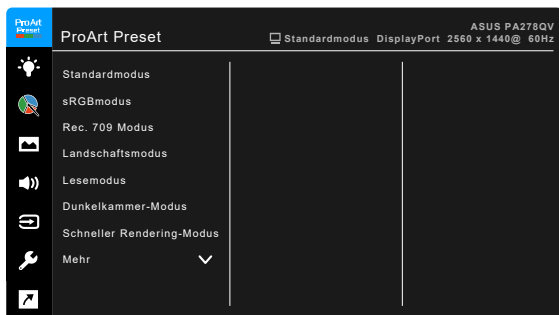 ProArt
Preset
ProArt Preset
ASUS PA278QV
Standardmodus DisplayPort 2560 x 1440@ 60Hz
Standardmodus
sRGBmodus
Rec. 709 Modus
Landschaftsmodus
Lesemodus
Dunkelkammer-Modus
Schneller Rendering-Modus
Mehr